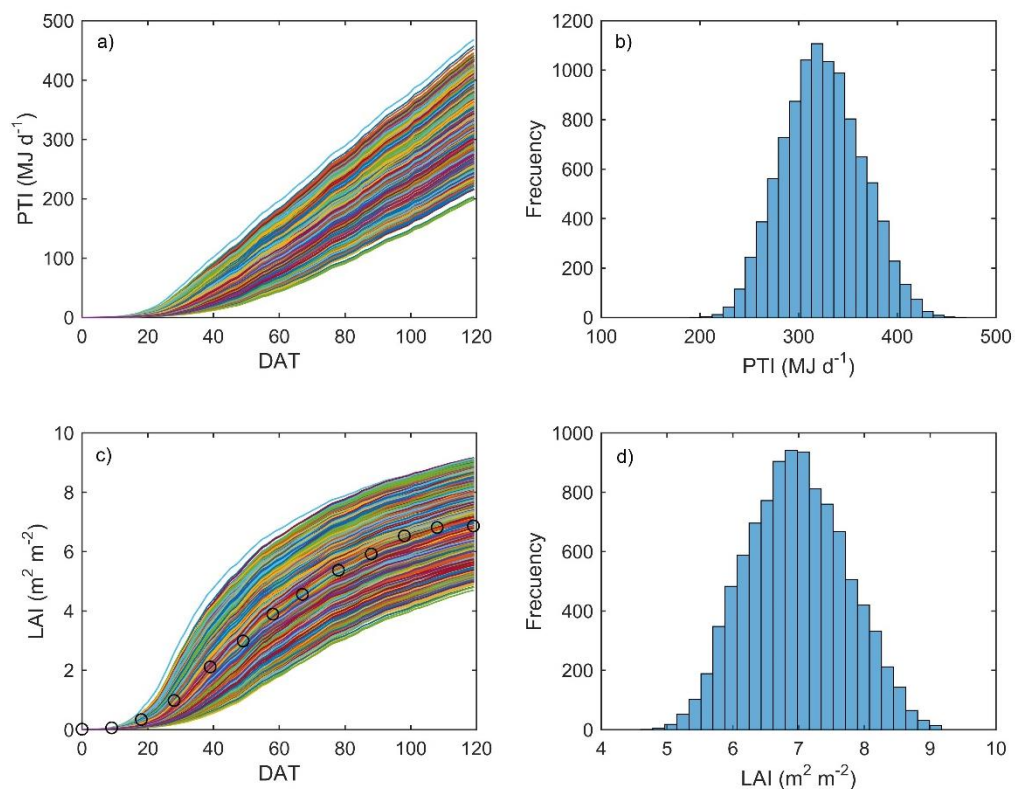 a)
500
400
300
200
100
0
PTI (MJ d⁻¹)
0 20 40 60 80 100 120
DAT
b)
1200
1000
800
600
400
200
0
Frecuency
100 200 300 400 500
PTI (MJ d⁻¹)
c)
10
8
6
4
2
0
LAI (m² m⁻²)
0 20 40 60 80 100 120
DAT
d)
1000
800
600
400
200
0
Frecuency
4 5 6 7 8 9 10
LAI (m² m⁻²)